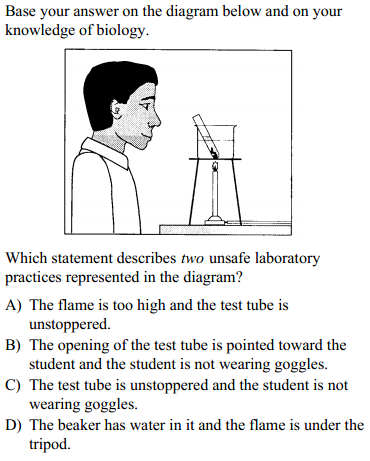 Base your answer on the diagram below and on your
knowledge of biology.
Which statement describes two unsafe laboratory
practices represented in the diagram?
A) The flame is too high and the test tube is
unstoppered.
B) The opening of the test tube is pointed toward the
student and the student is not wearing goggles.
C) The test tube is unstoppered and the student is not
wearing goggles.
D) The beaker has water in it and the flame is under the
tripod.